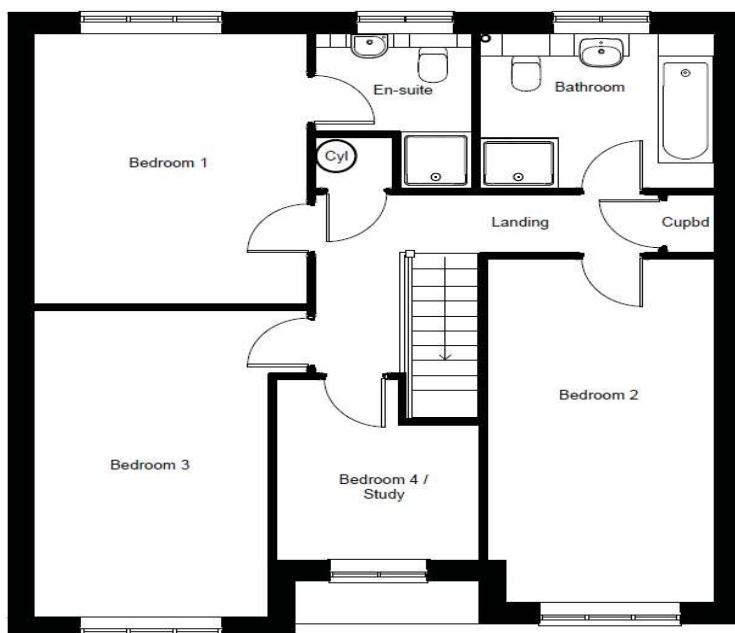 En-suite
Bathroom
Cyl
Bedroom 1
Landing
Cupbd
Bedroom 2
Bedroom 3
Bedroom 4 /
Study